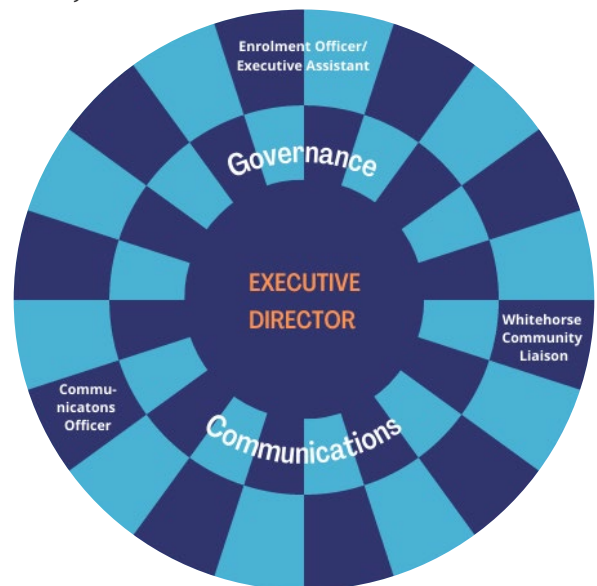 Enrolment Officer/
Executive Assistant
Governance
EXECUTIVE
DIRECTOR
Whitehorse
Community
Liaison
Commu-
nicatons
Officer
Communications